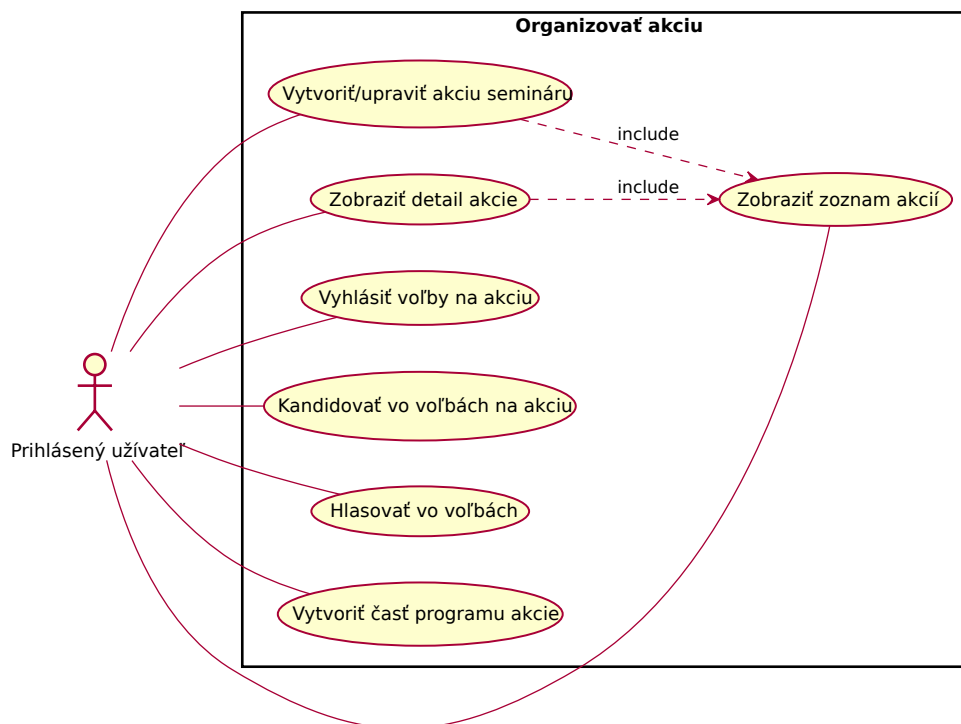 Organizovať akciu
Vytvoriť/upraviť akciu semináru
include
Zobraziť detail akcie
include
Zobraziť zoznam akcií
Vyhlásiť voľby na akciu
Kandidovať vo voľbách na akciu
Prihlásený užívateľ
Hlasovať vo voľbách
Vytvoriť časť programu akcie